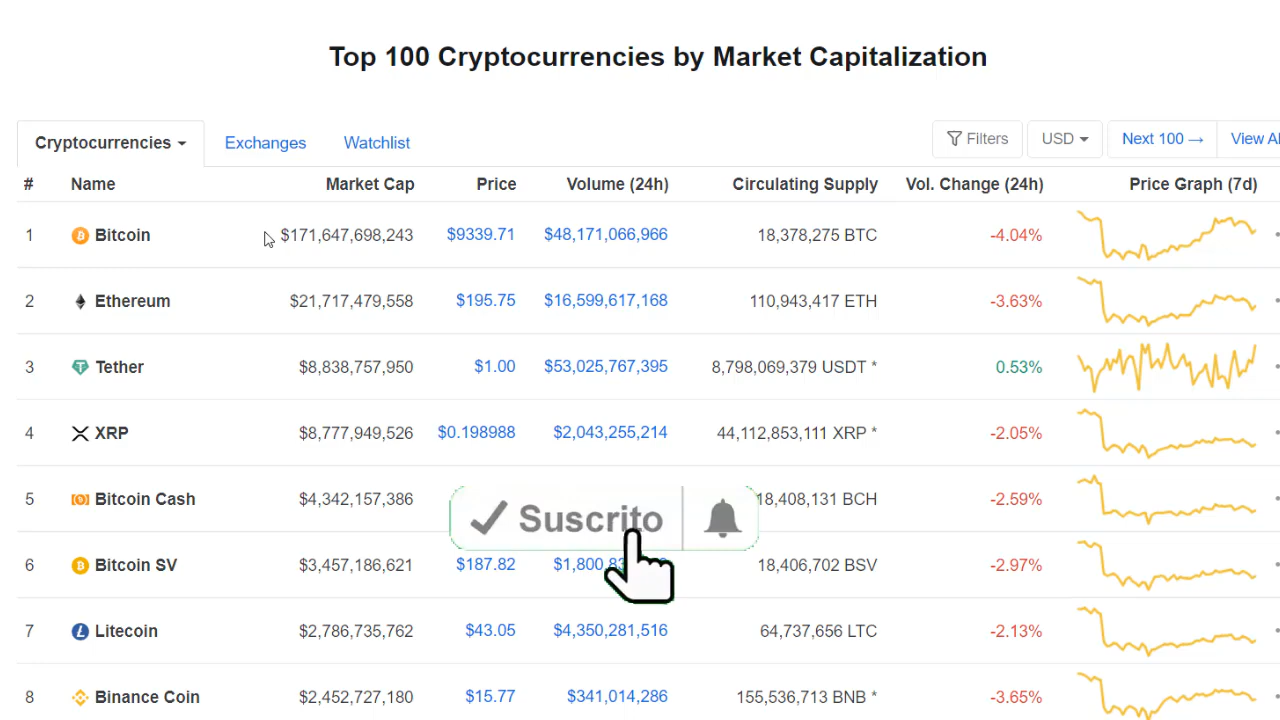 Top 100 Cryptocurrencies by Market Capitalization
Cryptocurrencies Exchanges Watchlist Filters USD Next 100 → View Al
# Name Market Cap Price Volume (24h) Circulating Supply Vol. Change (24h) Price Graph (7d)
1 Bitcoin $171,647,698,243 $9339.71 $48,171,066,966 18,378,275 BTC -4.04%
2 Ethereum $21,717,479,558 $195.75 $16,599,617,168 110,943,417 ETH -3.63%
3 Tether $8,838,757,950 $1.00 $53,025,767,395 8,798,069,379 USDT * 0.53%
4 XRP $8,777,949,526 $0.198988 $2,043,255,214 44,112,853,111 XRP * -2.05%
5 Bitcoin Cash $4,342,157,386 18,408,131 BCH -2.59%
Suscrito
6 Bitcoin SV $3,457,186,621 $187.82 18,406,702 BSV -2.97%
7 Litecoin $2,786,735,762 $43.05 $4,350,281,516 64,737,656 LTC -2.13%
8 Binance Coin $2,452,727,180 $15.77 $341,014,286 155,536,713 BNB * -3.65%